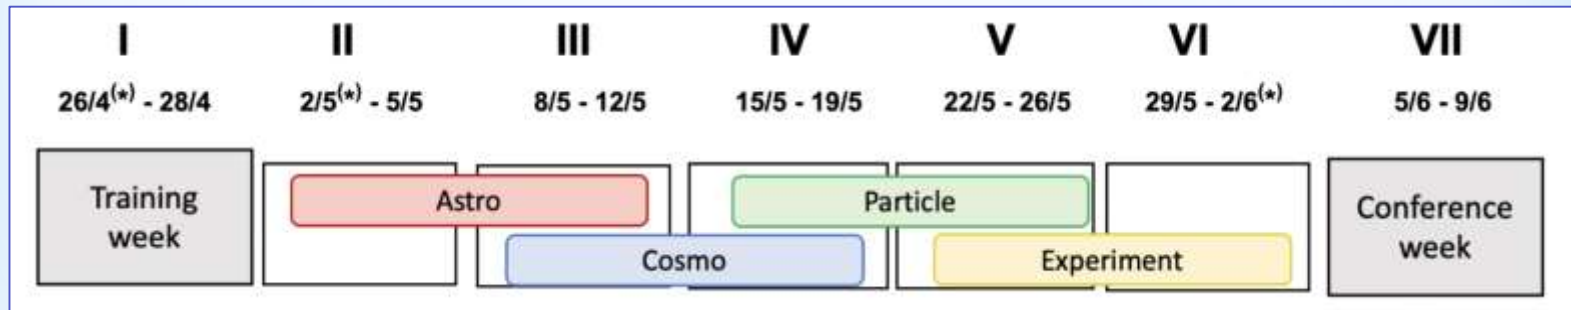 I II III IV V VI VII
26/4(*) - 28/4 2/5(*) - 5/5 8/5 - 12/5 15/5 - 19/5 22/5 - 26/5 29/5 - 2/6(*) 5/6 - 9/6
Training
week
Astro
Particle
Cosmo
Experiment
Conference
week